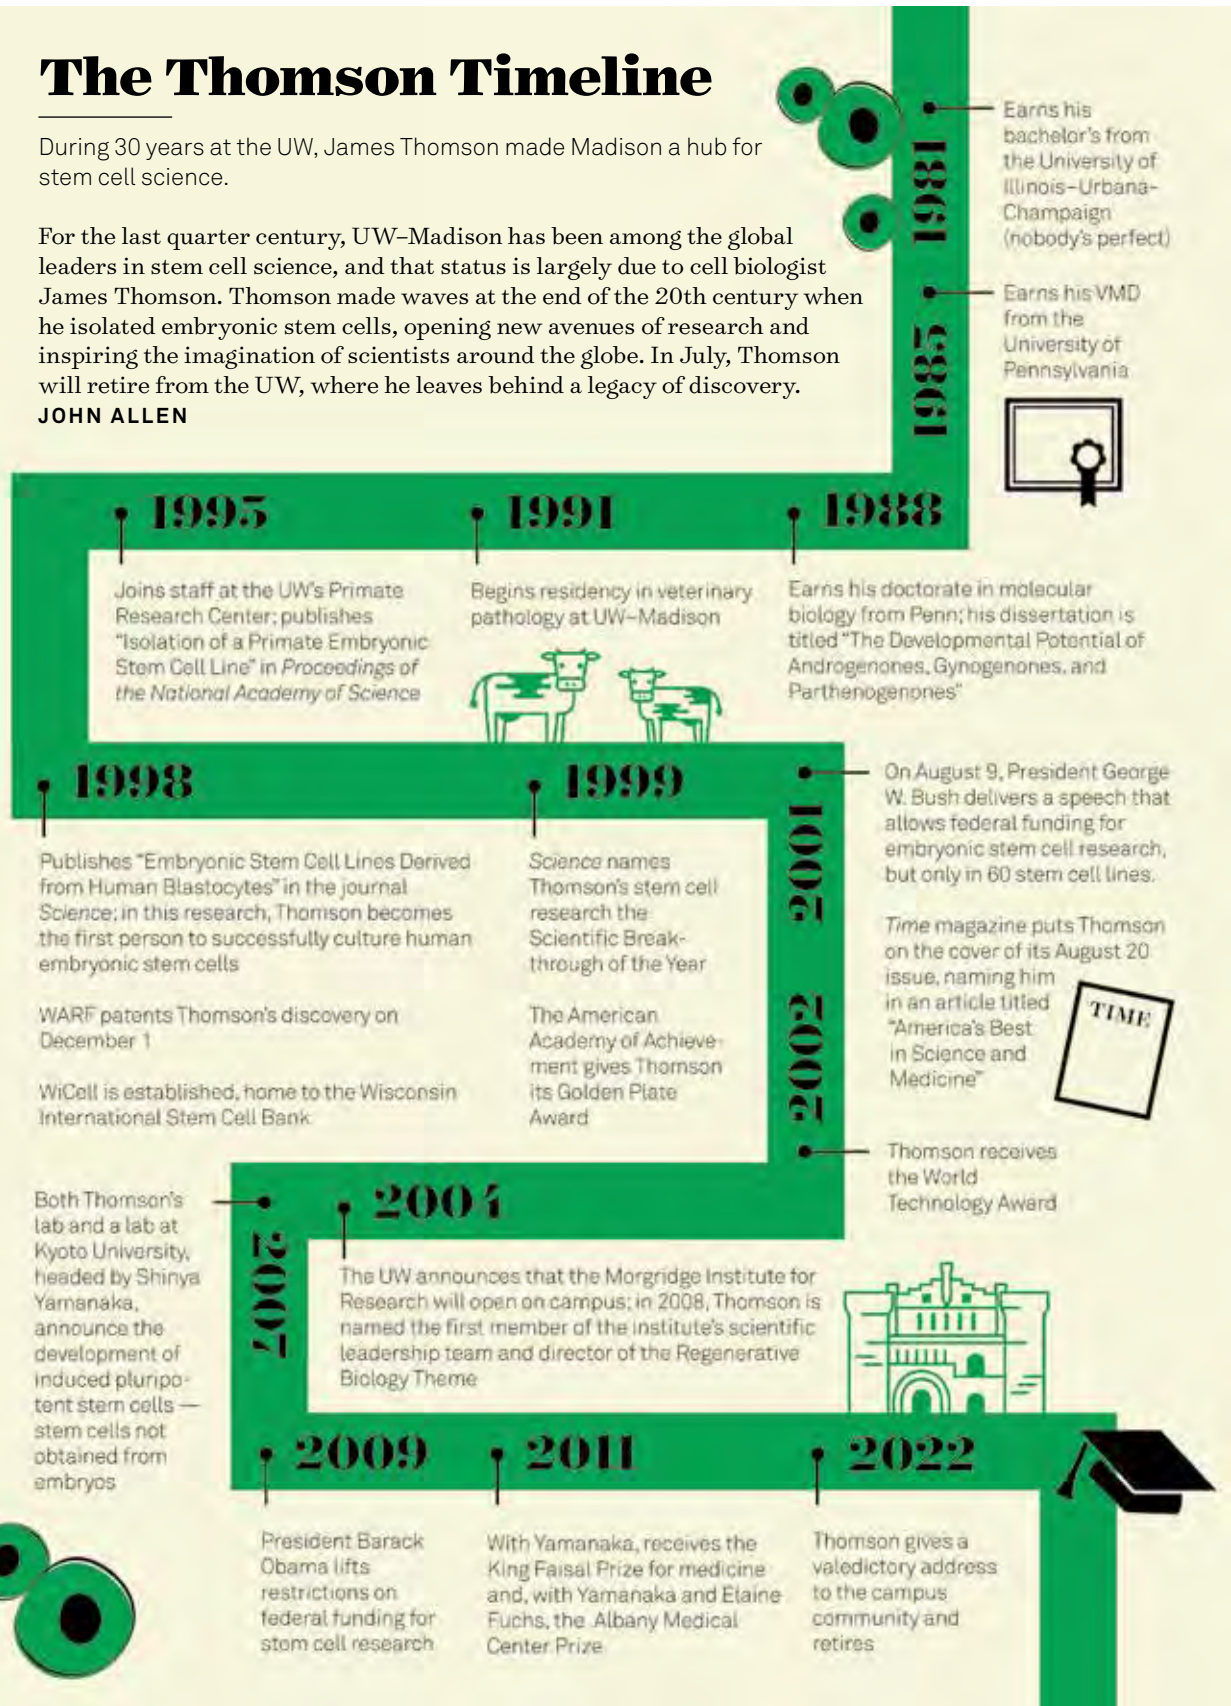 The Thomson Timeline
During 30 years at the UW, James Thomson made Madison a hub for
stem cell science.
For the last quarter century, UW–Madison has been among the global
leaders in stem cell science, and that status is largely due to cell biologist
James Thomson. Thomson made waves at the end of the 20th century when
he isolated embryonic stem cells, opening new avenues of research and
inspiring the imagination of scientists around the globe. In July, Thomson
will retire from the UW, where he leaves behind a legacy of discovery.
JOHN ALLEN
1981
Earns his
bachelor's from
the University of
Illinois–Urbana-
Champaign
(nobody's perfect)
1985
Earns his VMD
from the
University of
Pennsylvania
1988
Earns his doctorate in molecular
biology from Penn; his dissertation is
titled "The Developmental Potential of
Androgenones, Gynogenones, and
Parthenogenones"
1991
Begins residency in veterinary
pathology at UW–Madison
1995
Joins staff at the UW's Primate
Research Center; publishes
"Isolation of a Primate Embryonic
Stem Cell Line" in Proceedings of
the National Academy of Science
1998
Publishes "Embryonic Stem Cell Lines Derived
from Human Blastocytes" in the journal
Science; in this research, Thomson becomes
the first person to successfully culture human
embryonic stem cells
WARF patents Thomson's discovery on
December 1
WiCell is established, home to the Wisconsin
International Stem Cell Bank
1999
Science names
Thomson's stem cell
research the
Scientific Break-
through of the Year
The American
Academy of Achieve-
ment gives Thomson
its Golden Plate
Award
2001
On August 9, President George
W. Bush delivers a speech that
allows federal funding for
embryonic stem cell research,
but only in 60 stem cell lines.
Time magazine puts Thomson
on the cover of its August 20
issue, naming him
in an article titled
"America's Best
in Science and
Medicine"
TIME
2002
Thomson receives
the World
Technology Award
2004
The UW announces that the Morgridge Institute for
Research will open on campus; in 2008, Thomson is
named the first member of the institute's scientific
leadership team and director of the Regenerative
Biology Theme
2007
Both Thomson's
lab and a lab at
Kyoto University,
headed by Shinya
Yamanaka,
announce the
development of
induced pluripo-
tent stem cells —
stem cells not
obtained from
embryos
2009
President Barack
Obama lifts
restrictions on
federal funding for
stem cell research
2011
With Yamanaka, receives the
King Faisal Prize for medicine
and, with Yamanaka and Elaine
Fuchs, the Albany Medical
Center Prize
2022
Thomson gives a
valedictory address
to the campus
community and
retires